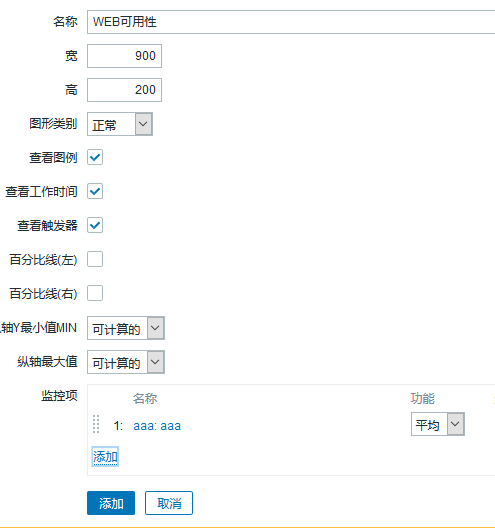 名称 WEB可用性
宽 900
高 200
图形类别 正常
查看图例
查看工作时间
查看触发器
百分比线(左)
百分比线(右)
轴Y最小值MIN 可计算的
纵轴最大值 可计算的
监控项 名称 功能
1: aaa: aaa 平均
添加
添加 取消